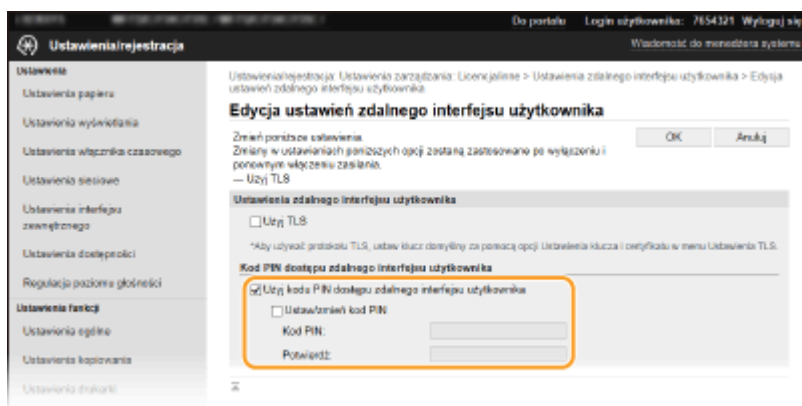 Do portalu Login użytkownika: 7654321 Wyloguj się
Ustawienia/rejestracja
Wiadomość do menedżera systemu
Ustawienia
Ustawienia papieru
Ustawienia wyświetlania
Ustawienia włącznika czasowego
Ustawienia sieciowe
Ustawienia interfejsu
zewnętrznego
Ustawienia dostępności
Regulacja poziomu głośności
Ustawienia funkcji
Ustawienia ogólne
Ustawienia kopiowania
Ustawienia drukarki
Ustawienia/rejestracja: Ustawienia zarządzania: Licencja/inne > Ustawienia zdalnego interfejsu użytkownika > Edycja
ustawień zdalnego interfejsu użytkownika
Edycja ustawień zdalnego interfejsu użytkownika
Zmień poniższe ustawienia.
OK Anuluj
Zmiany w ustawieniach poniższych opcji zostaną zastosowane po wyłączeniu i
ponownym włączeniu zasilania.
— Użyj TLS
Ustawienia zdalnego interfejsu użytkownika
Użyj TLS
*Aby używać protokołu TLS, ustaw klucz domyślny za pomocą opcji Ustawienia klucza i certyfikatu w menu Ustawienia TLS.
Kod PIN dostępu zdalnego interfejsu użytkownika
Użyj kodu PIN dostępu zdalnego interfejsu użytkownika
Ustaw/zmień kod PIN
Kod PIN:
Potwierdź: